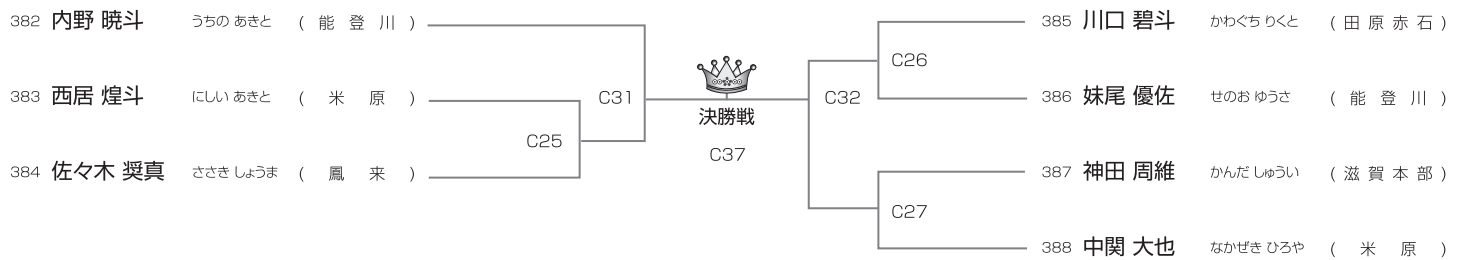 382 内野 暁斗 うちの あきと ( 能 登 川 )
383 西居 煌斗 にしい あきと ( 米 原 )
384 佐々木 奨真 ささき しょうま ( 鳳 来 )
C31
C25
決勝戦
C37
C32
C26
C27
385 川口 碧斗 かわぐち りくと ( 田 原 赤 石 )
386 妹尾 優佐 せのお ゆうさ ( 能 登 川 )
387 神田 周維 かんだ しゅうい ( 滋 賀 本 部 )
388 中関 大也 なかぜき ひろや ( 米 原 )